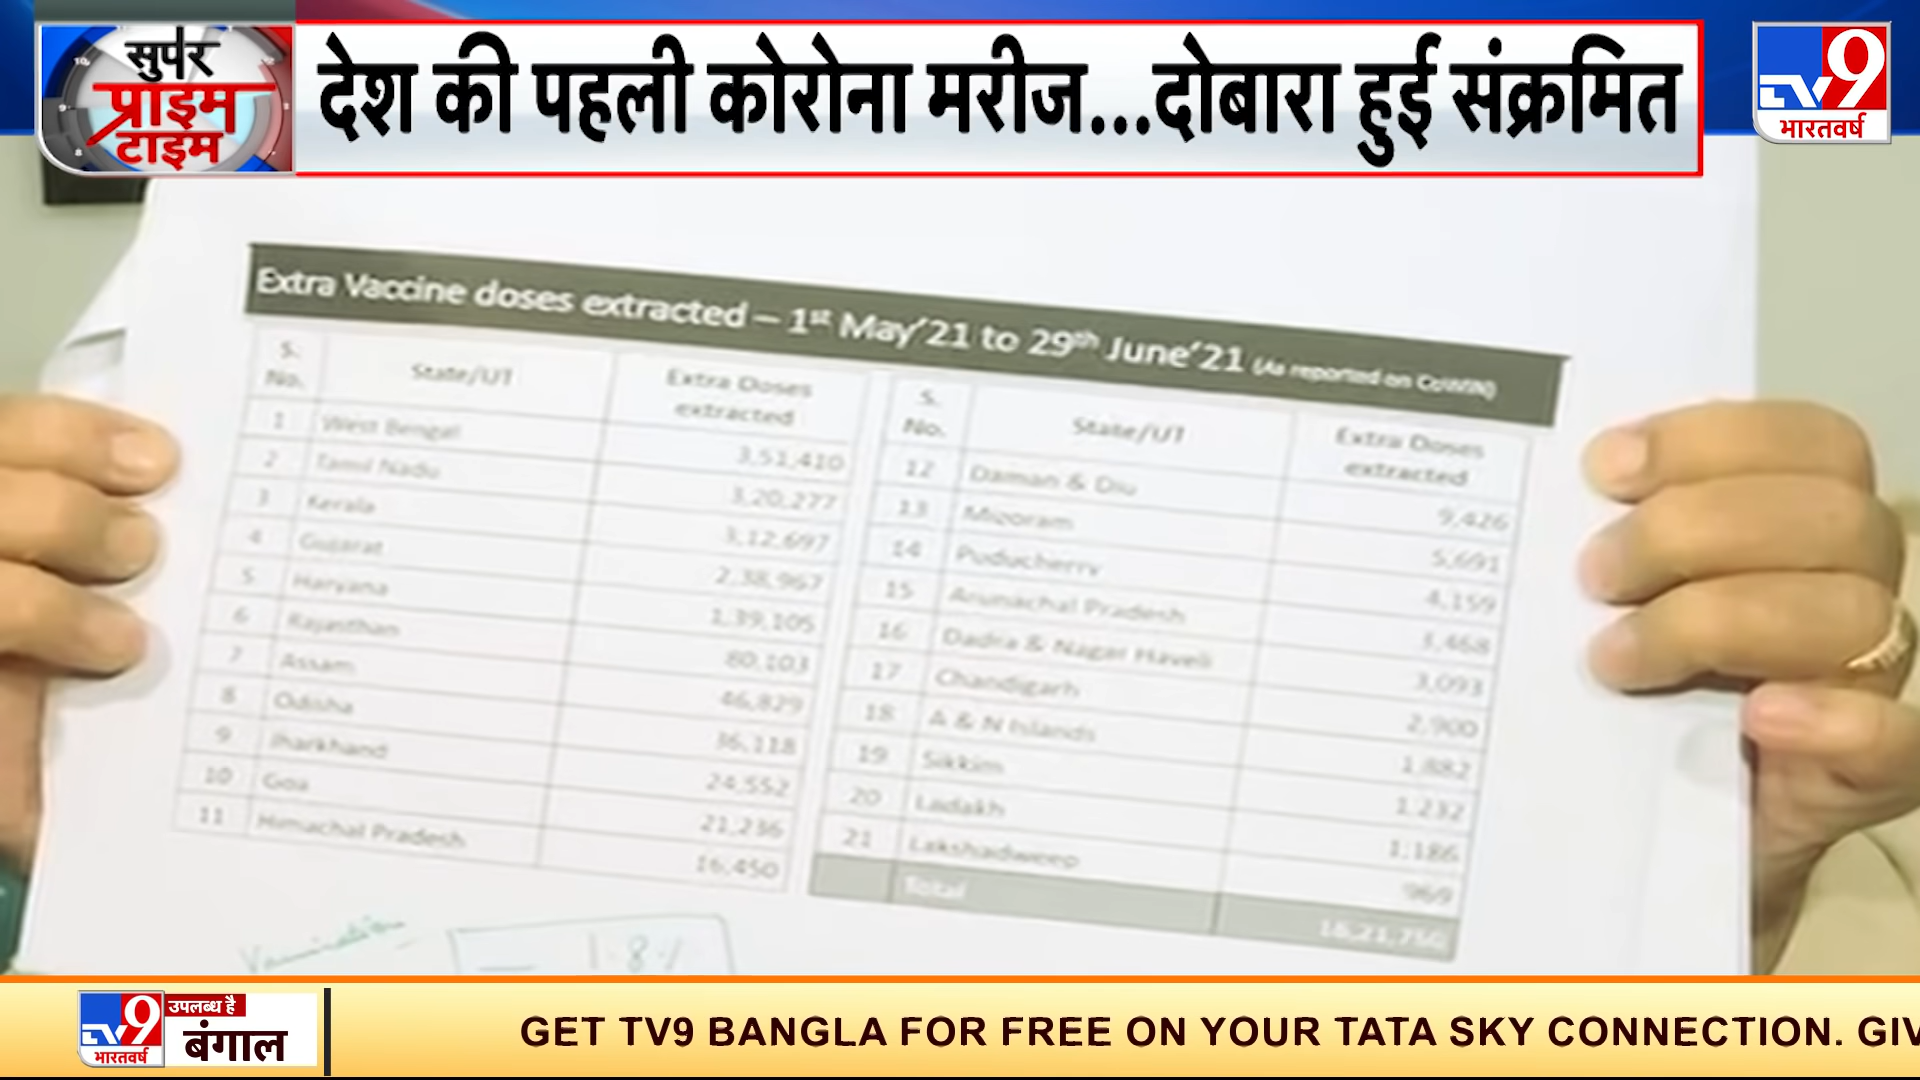 सुपर
प्राइम
टाइम
देश की पहली कोरोना मरीज...दोबारा हुई संक्रमित
TV9
भारतवर्ष
Extra Vaccine doses extracted – 1st May'21 to 29th June'21 (As reported on CoWIN)
S. No. State/UT Extra Doses extracted
1 West Bengal 3,51,410
2 Tamil Nadu 3,20,277
3 Kerala 3,12,697
4 Gujarat 2,38,967
5 Haryana 1,39,105
6 Rajasthan 80,103
7 Assam 46,829
8 Odisha 36,118
9 Jharkhand 24,552
10 Goa 21,236
11 Himachal Pradesh 16,450
S. No. State/UT Extra Doses extracted
12 Daman & Diu 9,426
13 Mizoram 5,691
14 Puducherry 4,159
15 Arunachal Pradesh
16 Dadra & Nagar Haveli 3,093
17 Chandigarh 2,900
18 A & N Islands 1,882
19 Sikkim 1,232
20 Ladakh 1,186
21 Lakshadweep 969
Total
1.8%
TV9
भारतवर्ष
उपलब्ध है
बंगाल
GET TV9 BANGLA FOR FREE ON YOUR TATA SKY CONNECTION. GIV